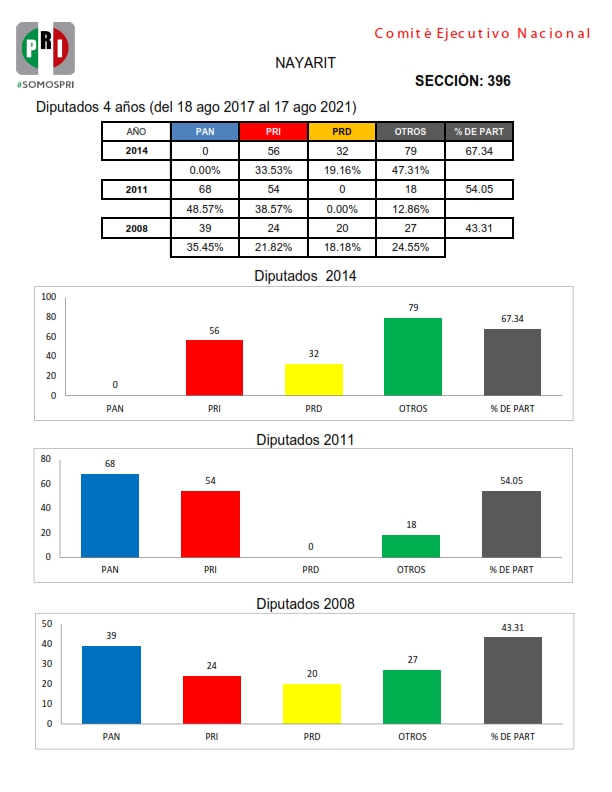 Comité Ejecutivo Nacional
PRI
#SOMOSPRI
NAYARIT
SECCIÓN: 396
Diputados 4 años (del 18 ago 2017 al 17 ago 2021)
AÑO PAN PRI PRD OTROS % DE PART
2014 0 56 32 79 67.34
0.00% 33.53% 19.16% 47.31%
2011 68 54 0 18 54.05
48.57% 38.57% 0.00% 12.86%
2008 39 24 20 27 43.31
35.45% 21.82% 18.18% 24.55%
Diputados 2014
100
80
60
40
20
0
0 56 32 79 67.34
PAN PRI PRD OTROS % DE PART
Diputados 2011
80
60
40
20
0
68 54 0 18 54.05
PAN PRI PRD OTROS % DE PART
Diputados 2008
50
40
30
20
10
0
39 24 20 27 43.31
PAN PRI PRD OTROS % DE PART